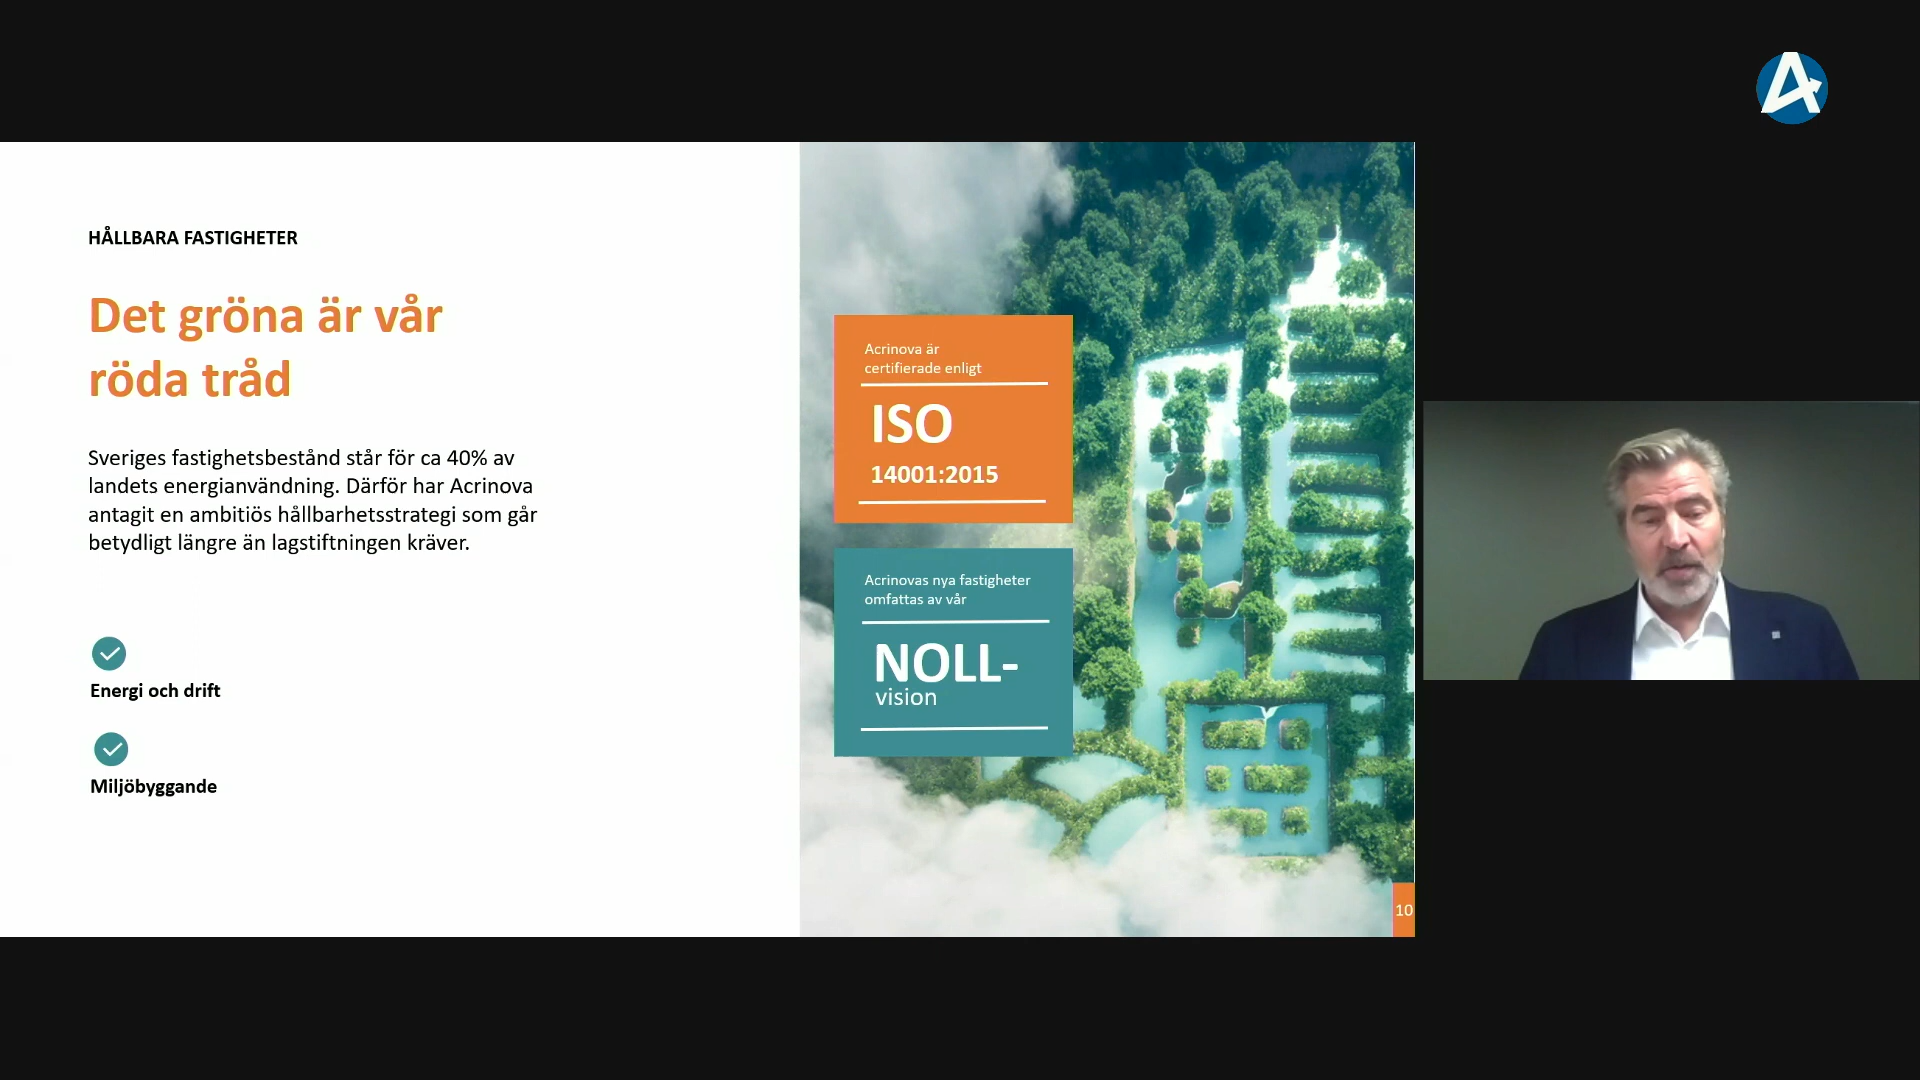 HÅLLBARA FASTIGHETER
Det gröna är vår
röda tråd
Sveriges fastighetsbestånd står för ca 40% av
landets energianvändning. Därför har Acrinova
antagit en ambitiös hållbarhetsstrategi som går
betydligt längre än lagstiftningen kräver.
Energi och drift
Miljöbyggande
Acrinova är
certifierade enligt
ISO
14001:2015
Acrinovas nya fastigheter
omfattas av vår
NOLL-
vision
10